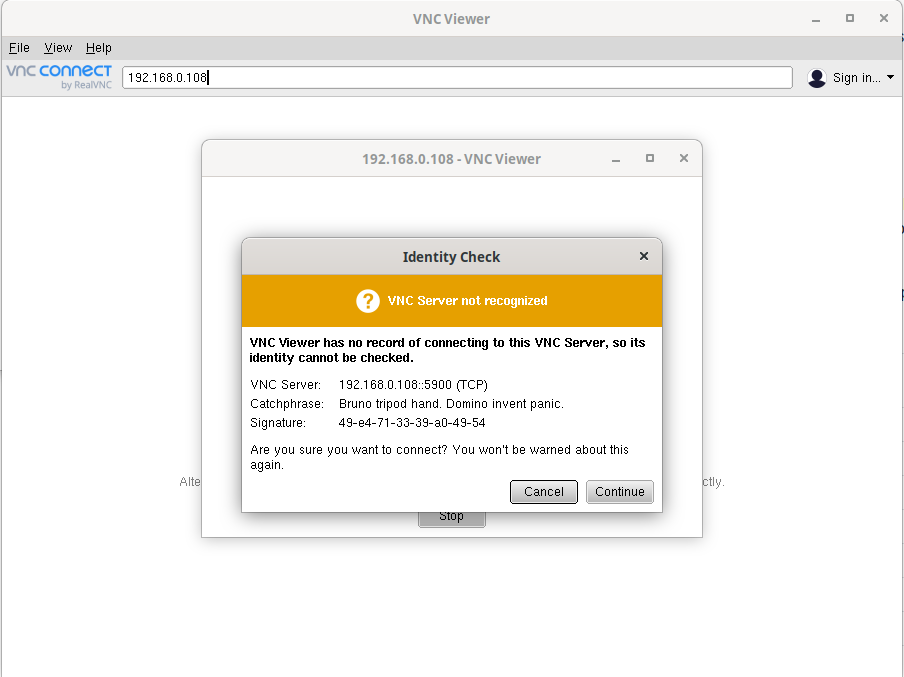 VNC Viewer
File View Help
VNC CONNECT
by RealVNC
192.168.0.108
Sign in...
192.168.0.108 - VNC Viewer
Identity Check
? VNC Server not recognized
VNC Viewer has no record of connecting to this VNC Server, so its
identity cannot be checked.
VNC Server: 192.168.0.108::5900 (TCP)
Catchphrase: Bruno tripod hand. Domino invent panic.
Signature: 49-e4-71-33-39-a0-49-54
Are you sure you want to connect? You won't be warned about this
again.
Alte
ctly.
Cancel Continue
Stop